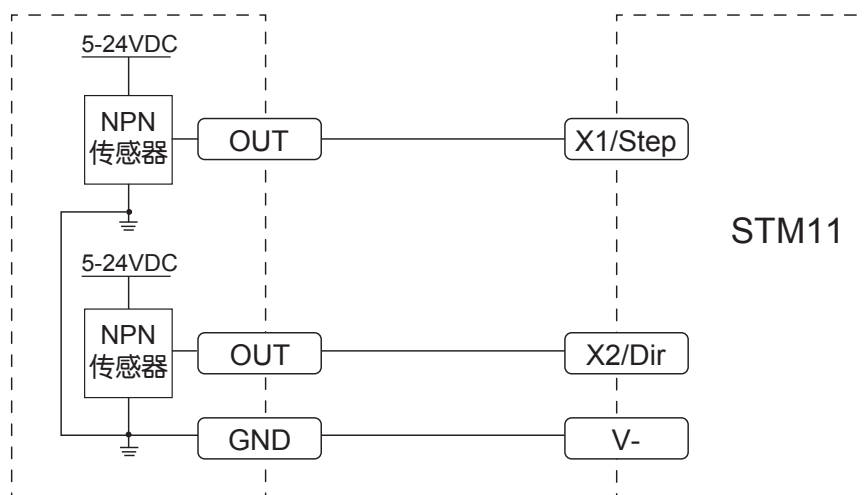 5-24VDC
NPN
传感器
OUT
X1/Step
STM11
5-24VDC
NPN
传感器
OUT
X2/Dir
GND
V-